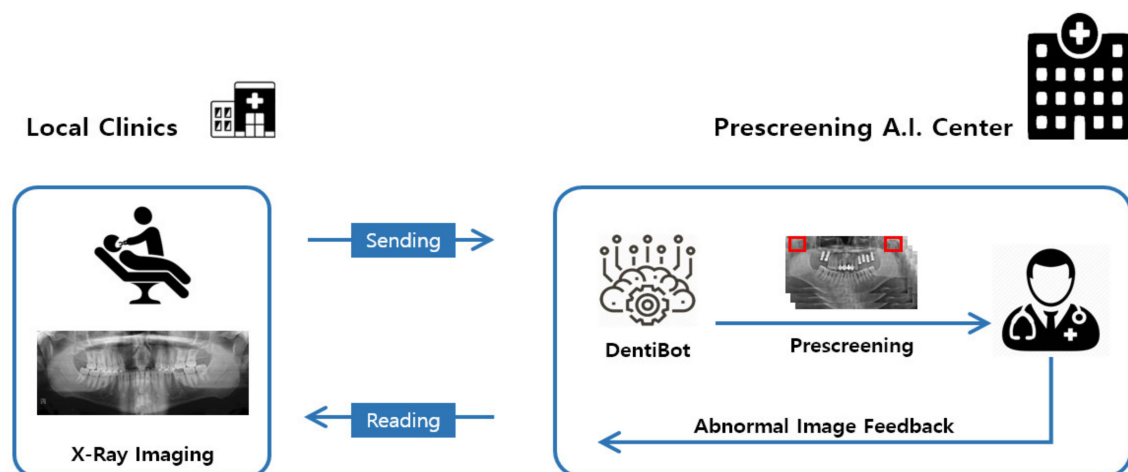 Local Clinics
Prescreening A.I. Center
Sending
DentiBot
Prescreening
Reading
Abnormal Image Feedback
X-Ray Imaging